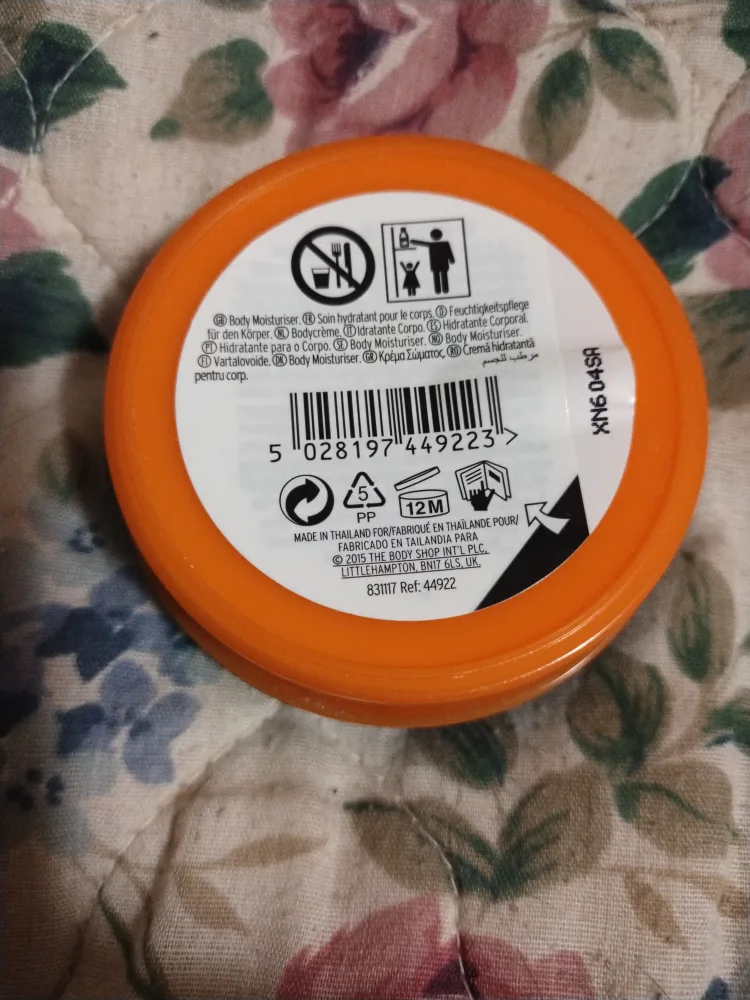 GB Body Moisturiser. FR Soin hydratant pour le corps. D Feuchtigkeitspflege
für den Körper. NL Bodycrème. IT Idratante Corpo. ES Hidratante Corporal.
PT Hidratante para o Corpo. SE Body Moisturiser. NO Body Moisturiser.
FI Vartalovoide. DK Body Moisturiser. GR Κρέμα Σώματος. RO Cremă hidratantă
pentru corp. مرطب للجسم
5 028197 449223 >
5
PP
12M
MADE IN THAILAND FOR/FABRIQUÉ EN THAÏLANDE POUR/
FABRICADO EN TAILANDIA PARA
© 2015 THE BODY SHOP INT'L PLC,
LITTLEHAMPTON, BN17 6LS, UK.
831117 Ref: 44922
XN6 04SA